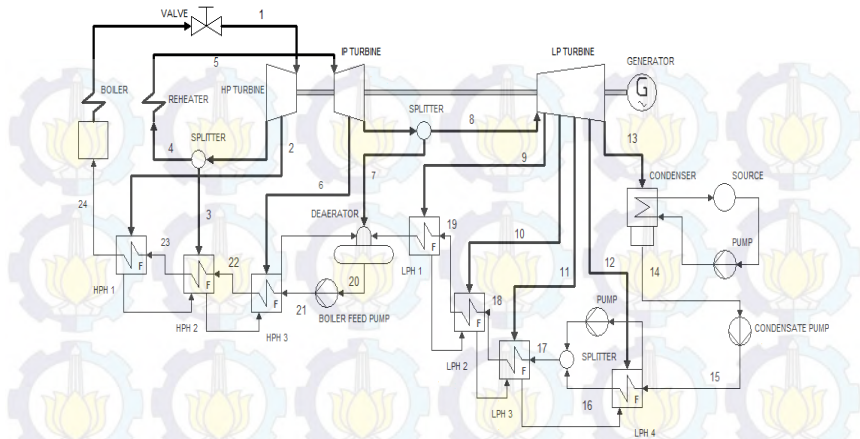 VALVE
1
5
IP TURBINE
LP TURBINE
GENERATOR
G
BOILER
REHEATER
HP TURBINE
SPLITTER
SPLITTER
8
4
2
13
9
7
6
3
CONDENSER
SOURCE
24
DEAERATOR
19
10
23
22
20
LPH 1
12
11
14
PUMP
F
F
F
F
F
F
F
HPH 1
HPH 2
HPH 3
21
BOILER FEED PUMP
18
PUMP
CONDENSATE PUMP
17
SPLITTER
LPH 2
16
15
LPH 3
LPH 4